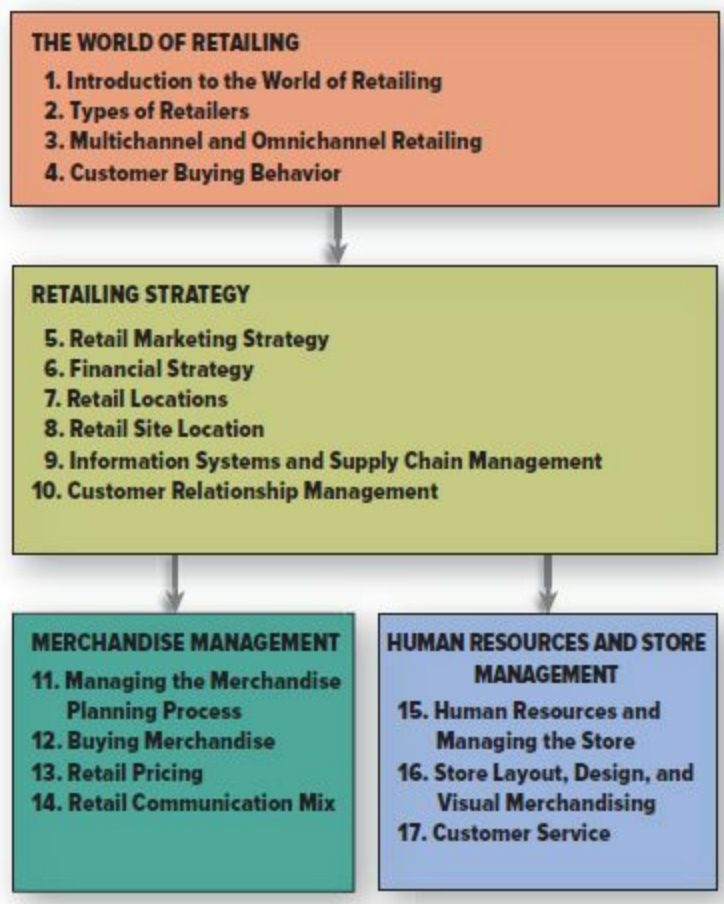 THE WORLD OF RETAILING
1. Introduction to the World of Retailing
2. Types of Retailers
3. Multichannel and Omnichannel Retailing
4. Customer Buying Behavior
RETAILING STRATEGY
5. Retail Marketing Strategy
6. Financial Strategy
7. Retail Locations
8. Retail Site Location
9. Information Systems and Supply Chain Management
10. Customer Relationship Management
MERCHANDISE MANAGEMENT
11. Managing the Merchandise
Planning Process
12. Buying Merchandise
13. Retail Pricing
14. Retail Communication Mix
HUMAN RESOURCES AND STORE
MANAGEMENT
15. Human Resources and
Managing the Store
16. Store Layout, Design, and
Visual Merchandising
17. Customer Service